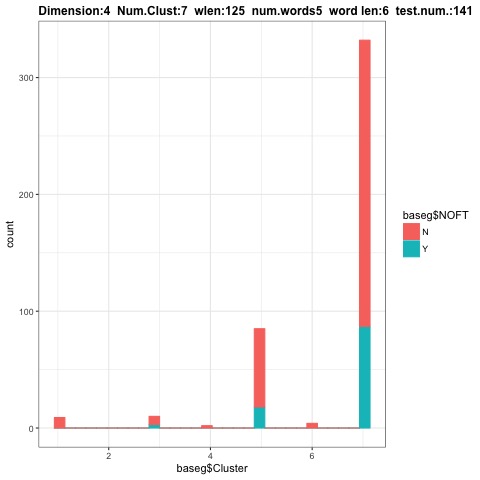 Dimension:4 Num.Clust:7 wlen:125 num.words5 word len:6 test.num.:141
300
200
100
0
count
2
4
6
baseg$Cluster
baseg$NOFT
N
Y